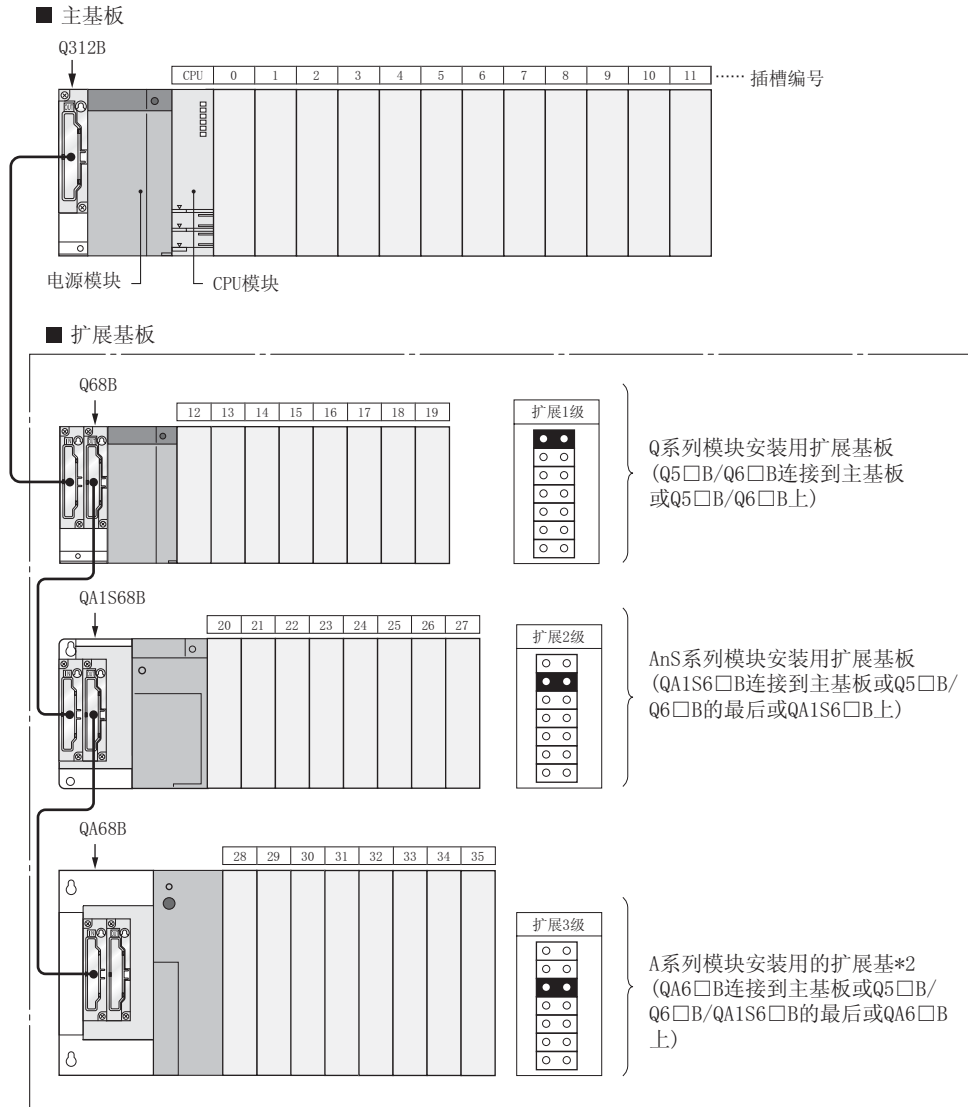 ■ 主基板
Q312B
CPU 0 1 2 3 4 5 6 7 8 9 10 11 …… 插槽编号
电源模块 CPU模块
■ 扩展基板
Q68B
12 13 14 15 16 17 18 19
扩展1级
Q系列模块安装用扩展基板
(Q5□B/Q6□B连接到主基板
或Q5□B/Q6□B上)
QA1S68B
20 21 22 23 24 25 26 27
扩展2级
AnS系列模块安装用扩展基板
(QA1S6□B连接到主基板或Q5□B/
Q6□B的最后或QA1S6□B上)
QA68B
28 29 30 31 32 33 34 35
扩展3级
A系列模块安装用的扩展基*2
(QA6□B连接到主基板或Q5□B/
Q6□B/QA1S6□B的最后或QA6□B
上)